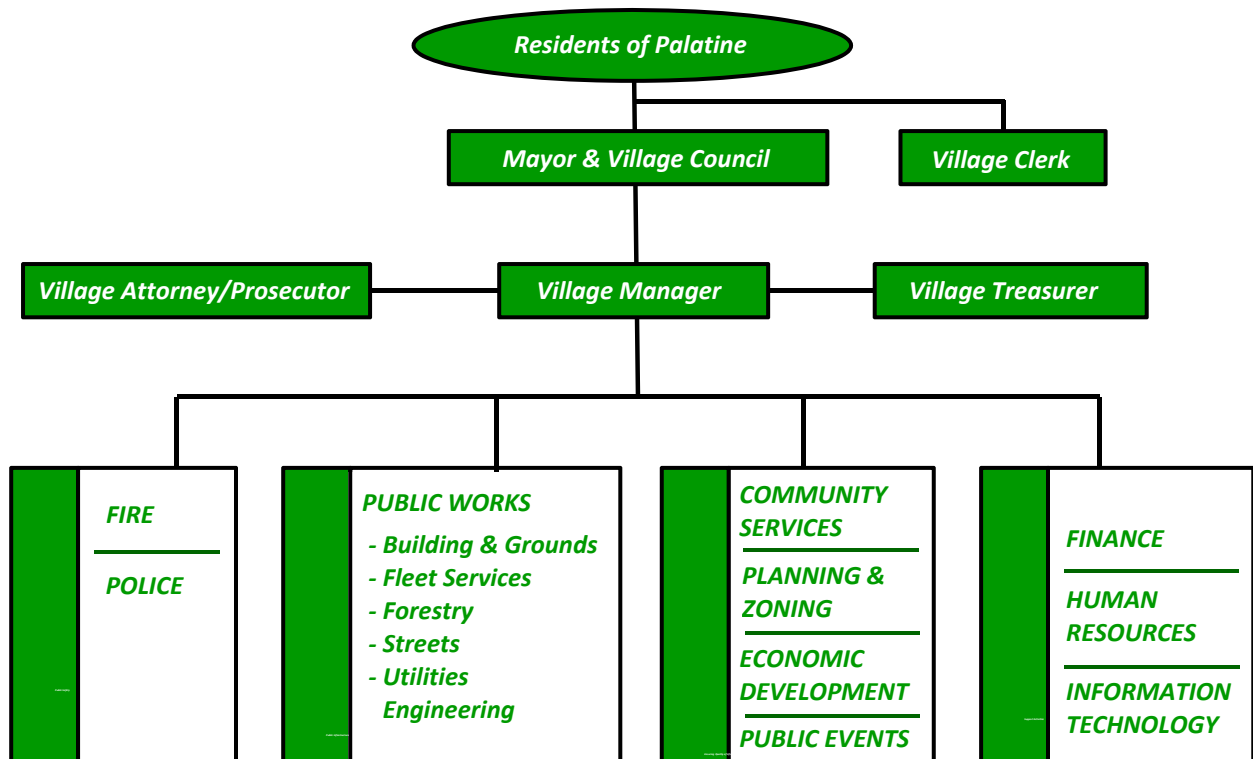 Residents of Palatine
Mayor & Village Council
Village Clerk
Village Attorney/Prosecutor
Village Manager
Village Treasurer
FIRE
POLICE
PUBLIC WORKS
- Building & Grounds
- Fleet Services
- Forestry
- Streets
- Utilities
Engineering
COMMUNITY
SERVICES
PLANNING &
ZONING
ECONOMIC
DEVELOPMENT
PUBLIC EVENTS
FINANCE
HUMAN
RESOURCES
INFORMATION
TECHNOLOGY